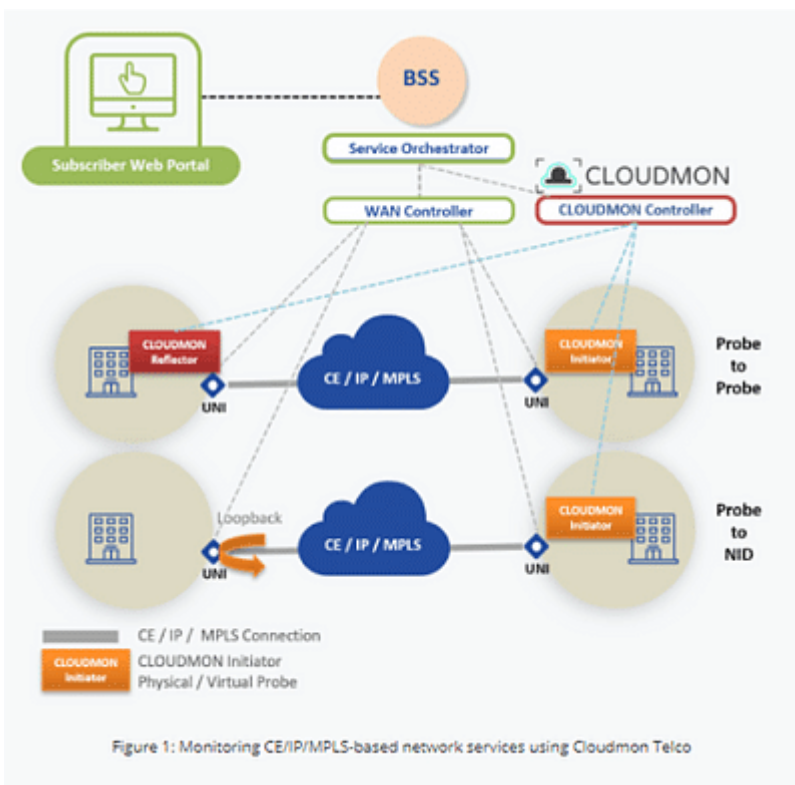 BSS
Subscriber Web Portal
Service Orchestrator
CLOUDMON
WAN Controller
CLOUDMON Controller
CLOUDMON
Reflector
CE / IP / MPLS
CLOUDMON
Initiator
UNI
UNI
Probe
to
Probe
Loopback
CE / IP / MPLS
CLOUDMON
Initiator
UNI
UNI
Probe
to
NID
CE / IP / MPLS Connection
CLOUDMON
Initiator
CLOUDMON Initiator
Physical / Virtual Probe
Figure 1: Monitoring CE/IP/MPLS-based network services using Cloudmon Telco